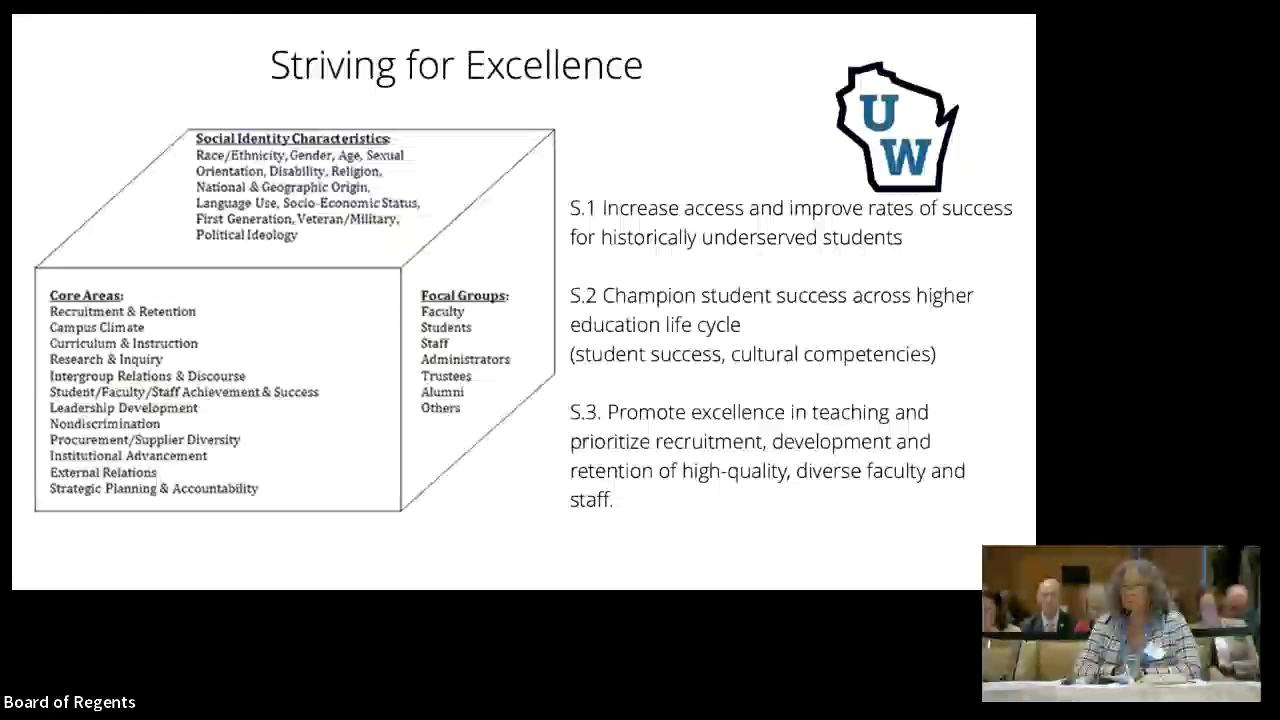 Striving for Excellence
U
W
Social Identity Characteristics:
Race/Ethnicity, Gender, Age, Sexual
Orientation, Disability, Religion,
National & Geographic Origin,
Language Use, Socio-Economic Status,
First Generation, Veteran/Military,
Political Ideology
Core Areas:
Recruitment & Retention
Campus Climate
Curriculum & Instruction
Research & Inquiry
Intergroup Relations & Discourse
Student/Faculty/Staff Achievement & Success
Leadership Development
Nondiscrimination
Procurement/Supplier Diversity
Institutional Advancement
External Relations
Strategic Planning & Accountability
Focal Groups:
Faculty
Students
Staff
Administrators
Trustees
Alumni
Others
S.1 Increase access and improve rates of success
for historically underserved students
S.2 Champion student success across higher
education life cycle
(student success, cultural competencies)
S.3. Promote excellence in teaching and
prioritize recruitment, development and
retention of high-quality, diverse faculty and
staff.
Board of Regents